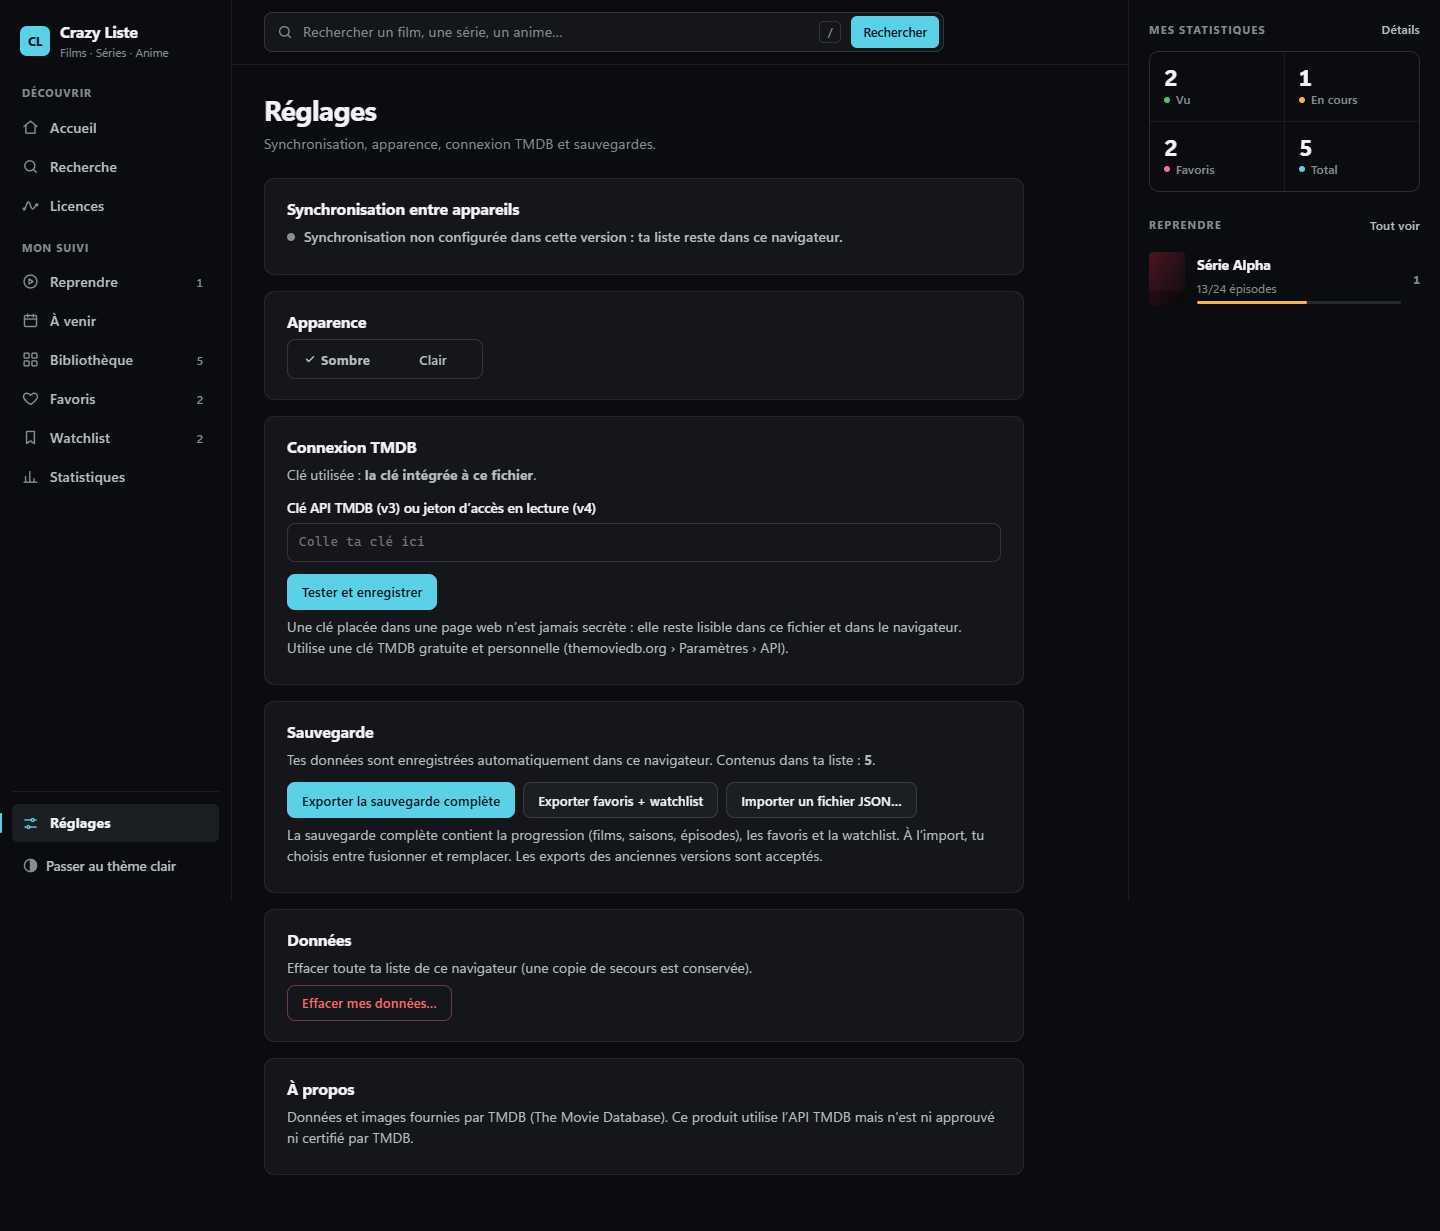 CL
Crazy Liste
Films · Séries · Anime
DÉCOUVRIR
Accueil
Recherche
Licences
MON SUIVI
Reprendre 1
À venir
Bibliothèque 5
Favoris 2
Watchlist 2
Statistiques
Réglages
Passer au thème clair
Rechercher un film, une série, un anime... / Rechercher
Réglages
Synchronisation, apparence, connexion TMDB et sauvegardes.
Synchronisation entre appareils
Synchronisation non configurée dans cette version : ta liste reste dans ce navigateur.
Apparence
Sombre Clair
Connexion TMDB
Clé utilisée : la clé intégrée à ce fichier.
Clé API TMDB (v3) ou jeton d’accès en lecture (v4)
Colle ta clé ici
Tester et enregistrer
Une clé placée dans une page web n’est jamais secrète : elle reste lisible dans ce fichier et dans le navigateur.
Utilise une clé TMDB gratuite et personnelle (themoviedb.org › Paramètres › API).
Sauvegarde
Tes données sont enregistrées automatiquement dans ce navigateur. Contenus dans ta liste : 5.
Exporter la sauvegarde complète Exporter favoris + watchlist Importer un fichier JSON...
La sauvegarde complète contient la progression (films, saisons, épisodes), les favoris et la watchlist. À l’import, tu
choisis entre fusionner et remplacer. Les exports des anciennes versions sont acceptés.
Données
Effacer toute ta liste de ce navigateur (une copie de secours est conservée).
Effacer mes données...
À propos
Données et images fournies par TMDB (The Movie Database). Ce produit utilise l’API TMDB mais n’est ni approuvé
ni certifié par TMDB.
MES STATISTIQUES Détails
2 1
Vu En cours
2 5
Favoris Total
REPRENDRE Tout voir
Série Alpha
13/24 épisodes 1